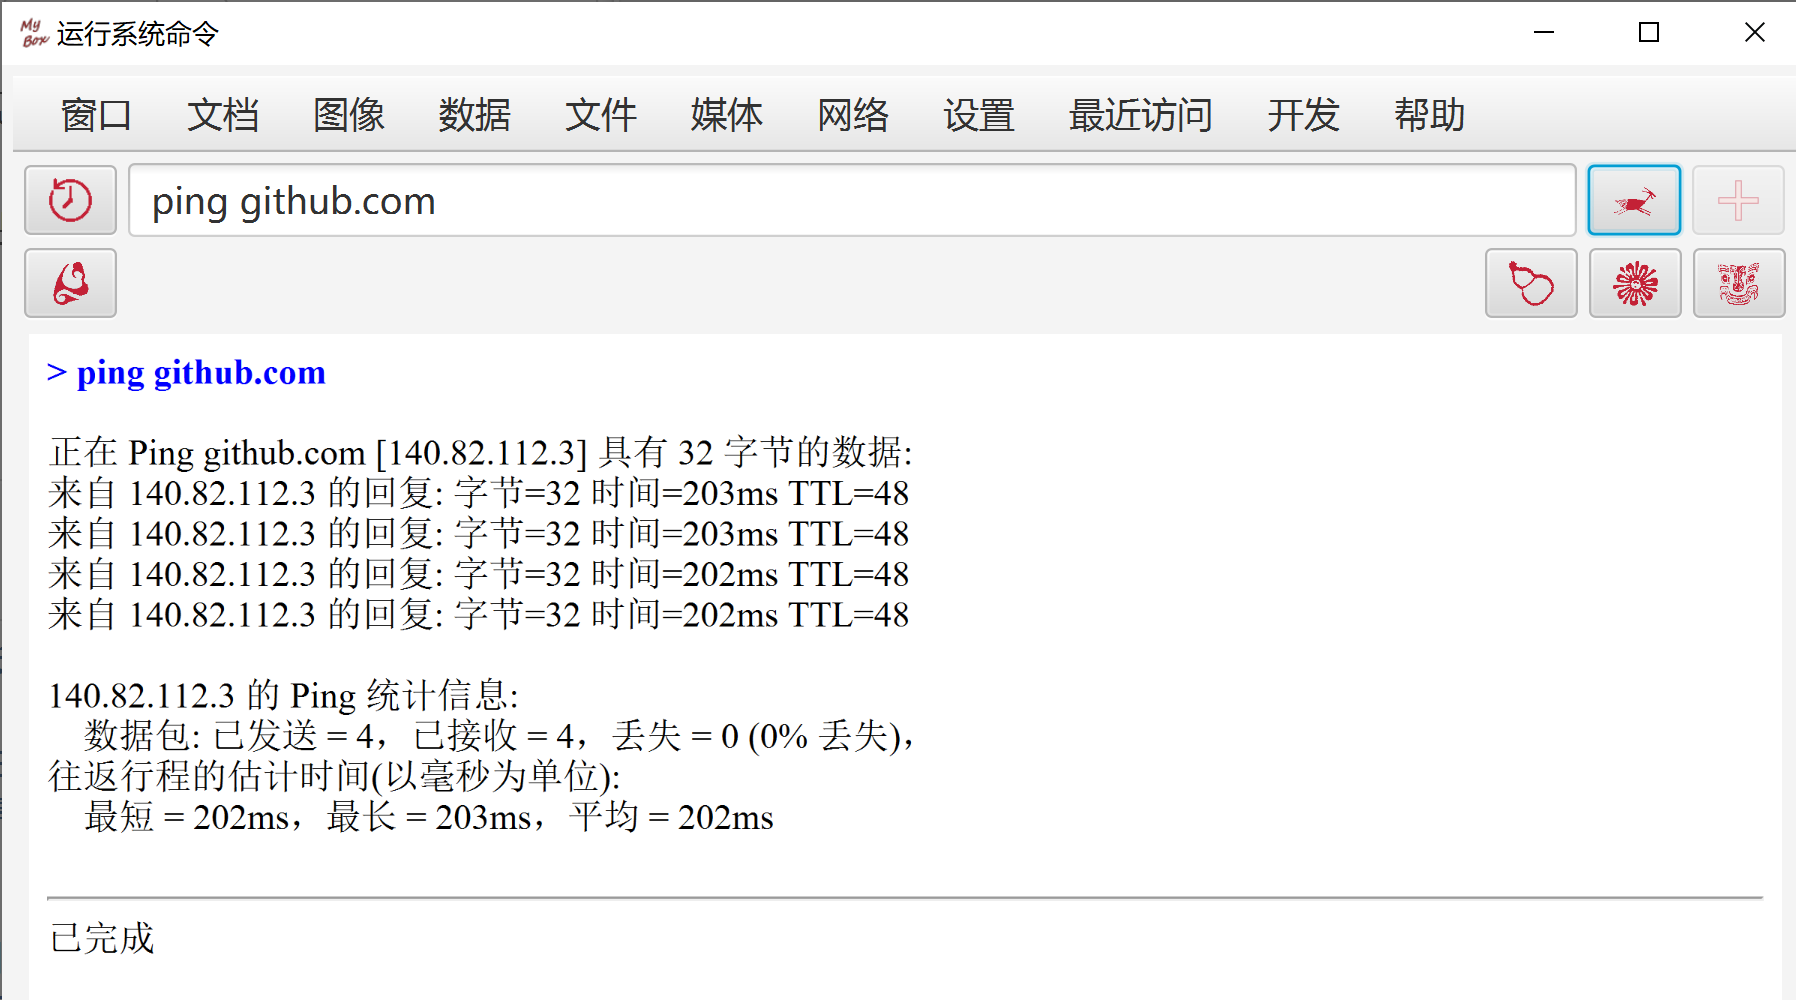 My Box 运行系统命令
窗口 文档 图像 数据 文件 媒体 网络 设置 最近访问 开发 帮助
ping github.com
> ping github.com
正在 Ping github.com [140.82.112.3] 具有 32 字节的数据:
来自 140.82.112.3 的回复: 字节=32 时间=203ms TTL=48
来自 140.82.112.3 的回复: 字节=32 时间=203ms TTL=48
来自 140.82.112.3 的回复: 字节=32 时间=202ms TTL=48
来自 140.82.112.3 的回复: 字节=32 时间=202ms TTL=48
140.82.112.3 的 Ping 统计信息:
数据包: 已发送 = 4，已接收 = 4，丢失 = 0 (0% 丢失)，
往返行程的估计时间(以毫秒为单位):
最短 = 202ms，最长 = 203ms，平均 = 202ms
已完成